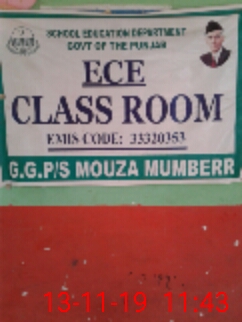 SCHOOL EDUCATION DEPARTMENT
GOVT OF THE PUNJAB
ECE
CLASS ROOM
EMIS CODE: 33320353
G.G.P/S MOUZA MUMBERR
13-11-19 11:43